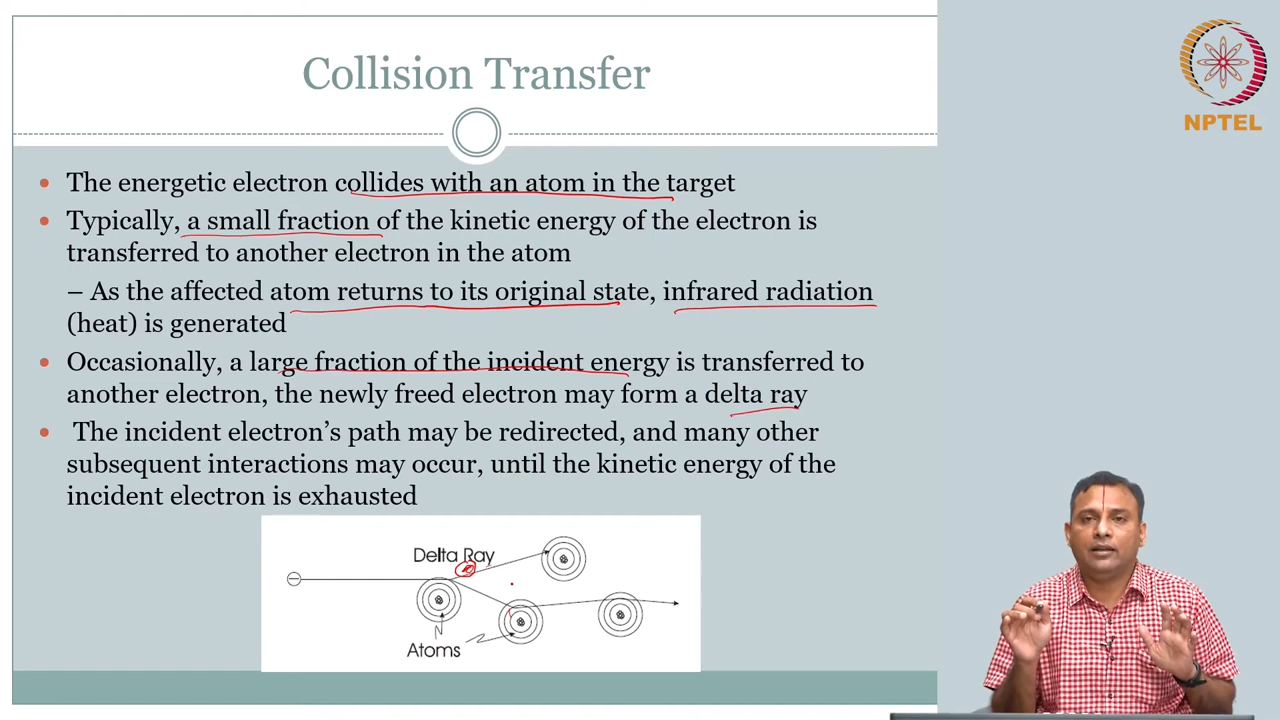 Collision Transfer
NPTEL
• The energetic electron collides with an atom in the target
• Typically, a small fraction of the kinetic energy of the electron is
transferred to another electron in the atom
– As the affected atom returns to its original state, infrared radiation
(heat) is generated
• Occasionally, a large fraction of the incident energy is transferred to
another electron, the newly freed electron may form a delta ray
• The incident electron's path may be redirected, and many other
subsequent interactions may occur, until the kinetic energy of the
incident electron is exhausted
Delta Ray
Atoms